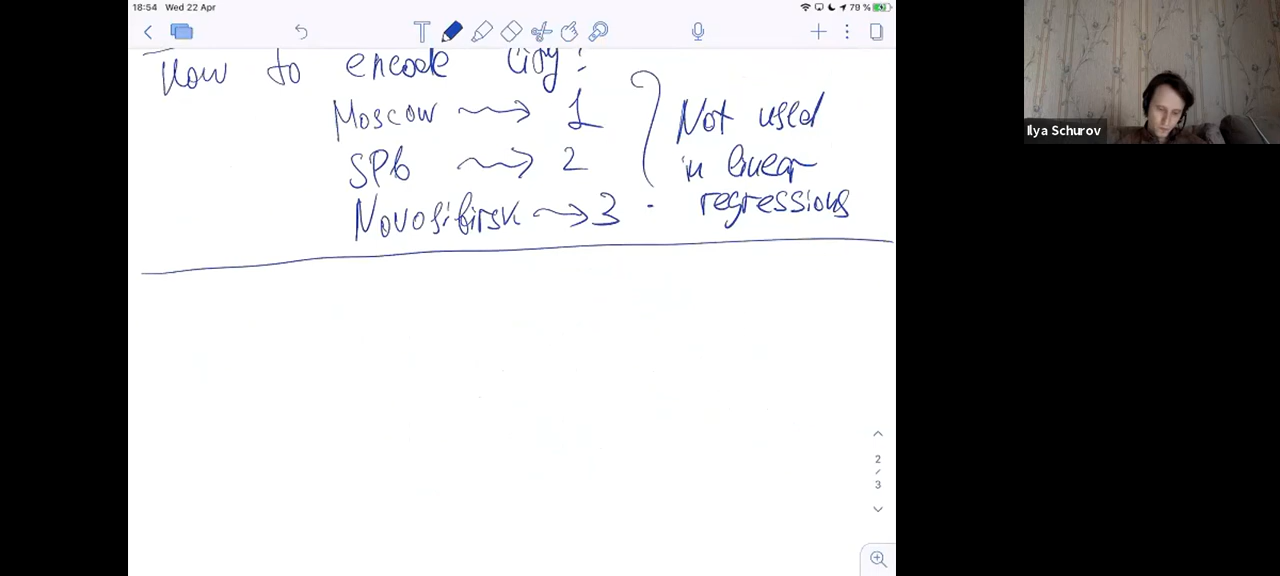 18:54 Wed 22 Apr
79 %
How to encode city?
Moscow ⟿ 1
SPb ⟿ 2
Novosibirsk ⟿ 3
? Not used
in linear
regressions
2
/
3
Ilya Schurov